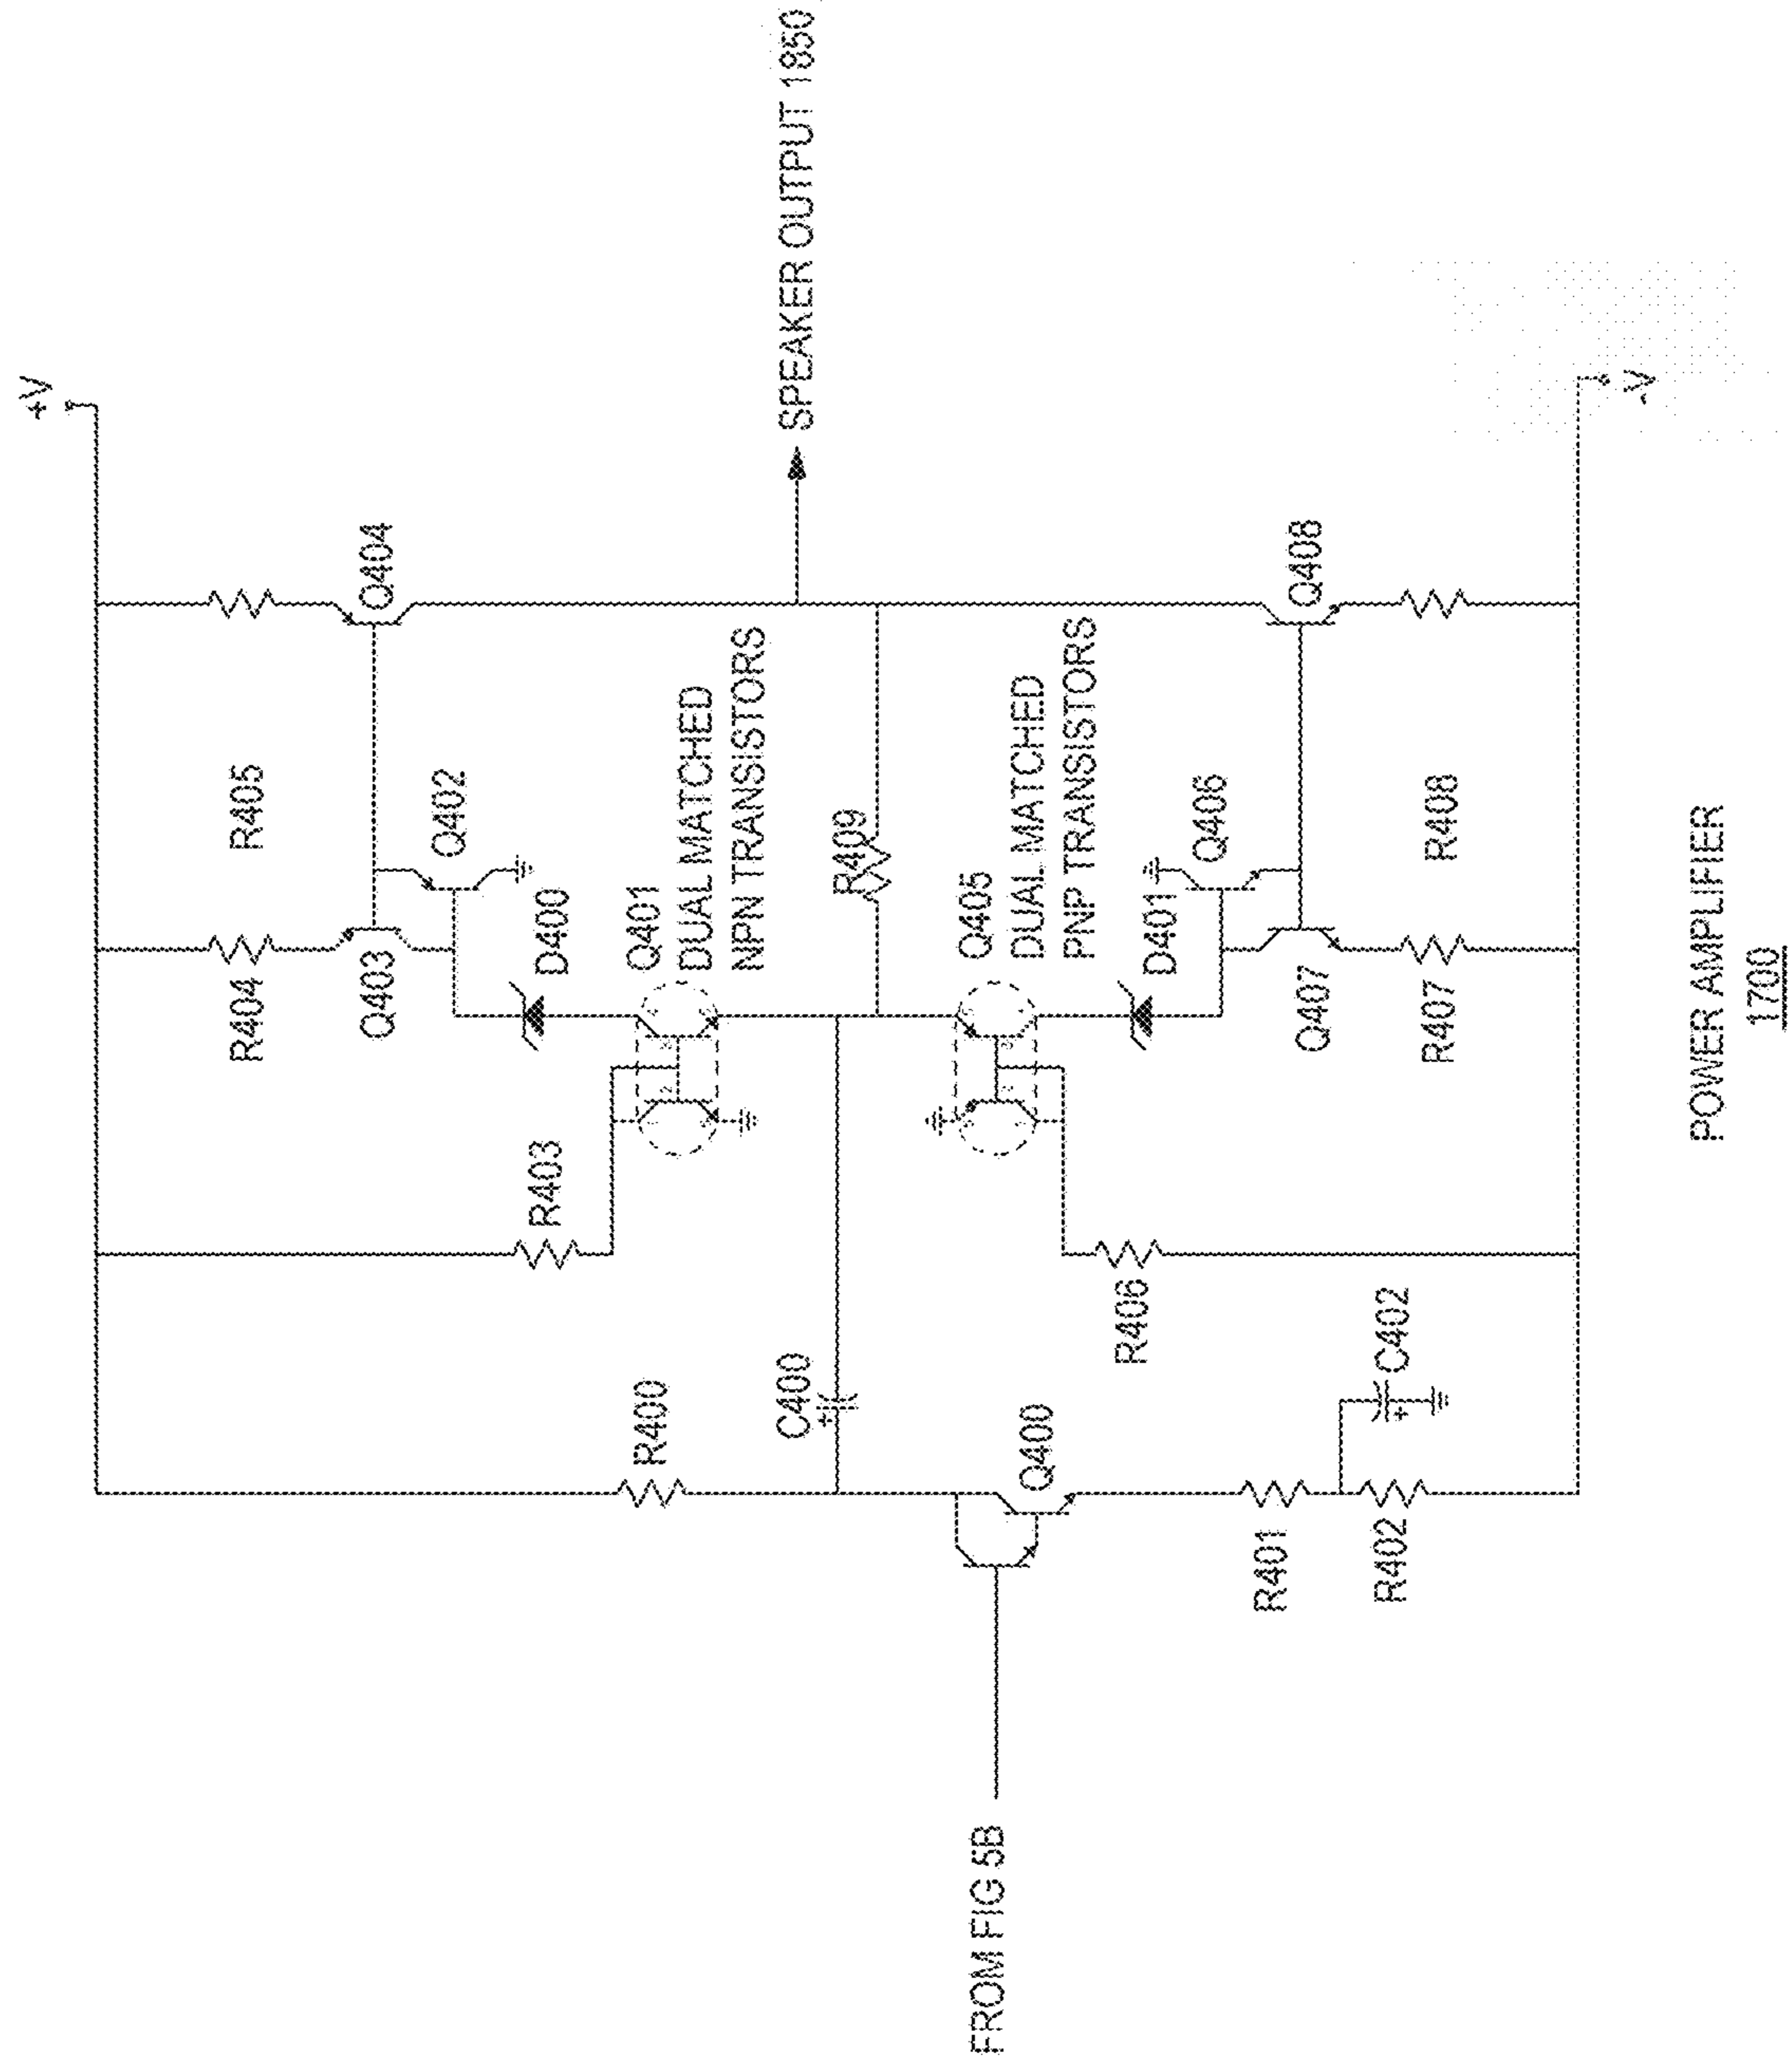 +V
R405
R404
Q404
Q403
Q402
D400
R403
Q401
DUAL MATCHED
NPN TRANSISTORS
R400
SPEAKER OUTPUT 1850
C400
+
R409
Q405
DUAL MATCHED
PNP TRANSISTORS
FROM FIG 5B
Q400
R406
D401
Q406
Q408
Q407
R401
R402
C402
+
R407
R408
-V
POWER AMPLIFIER
1700